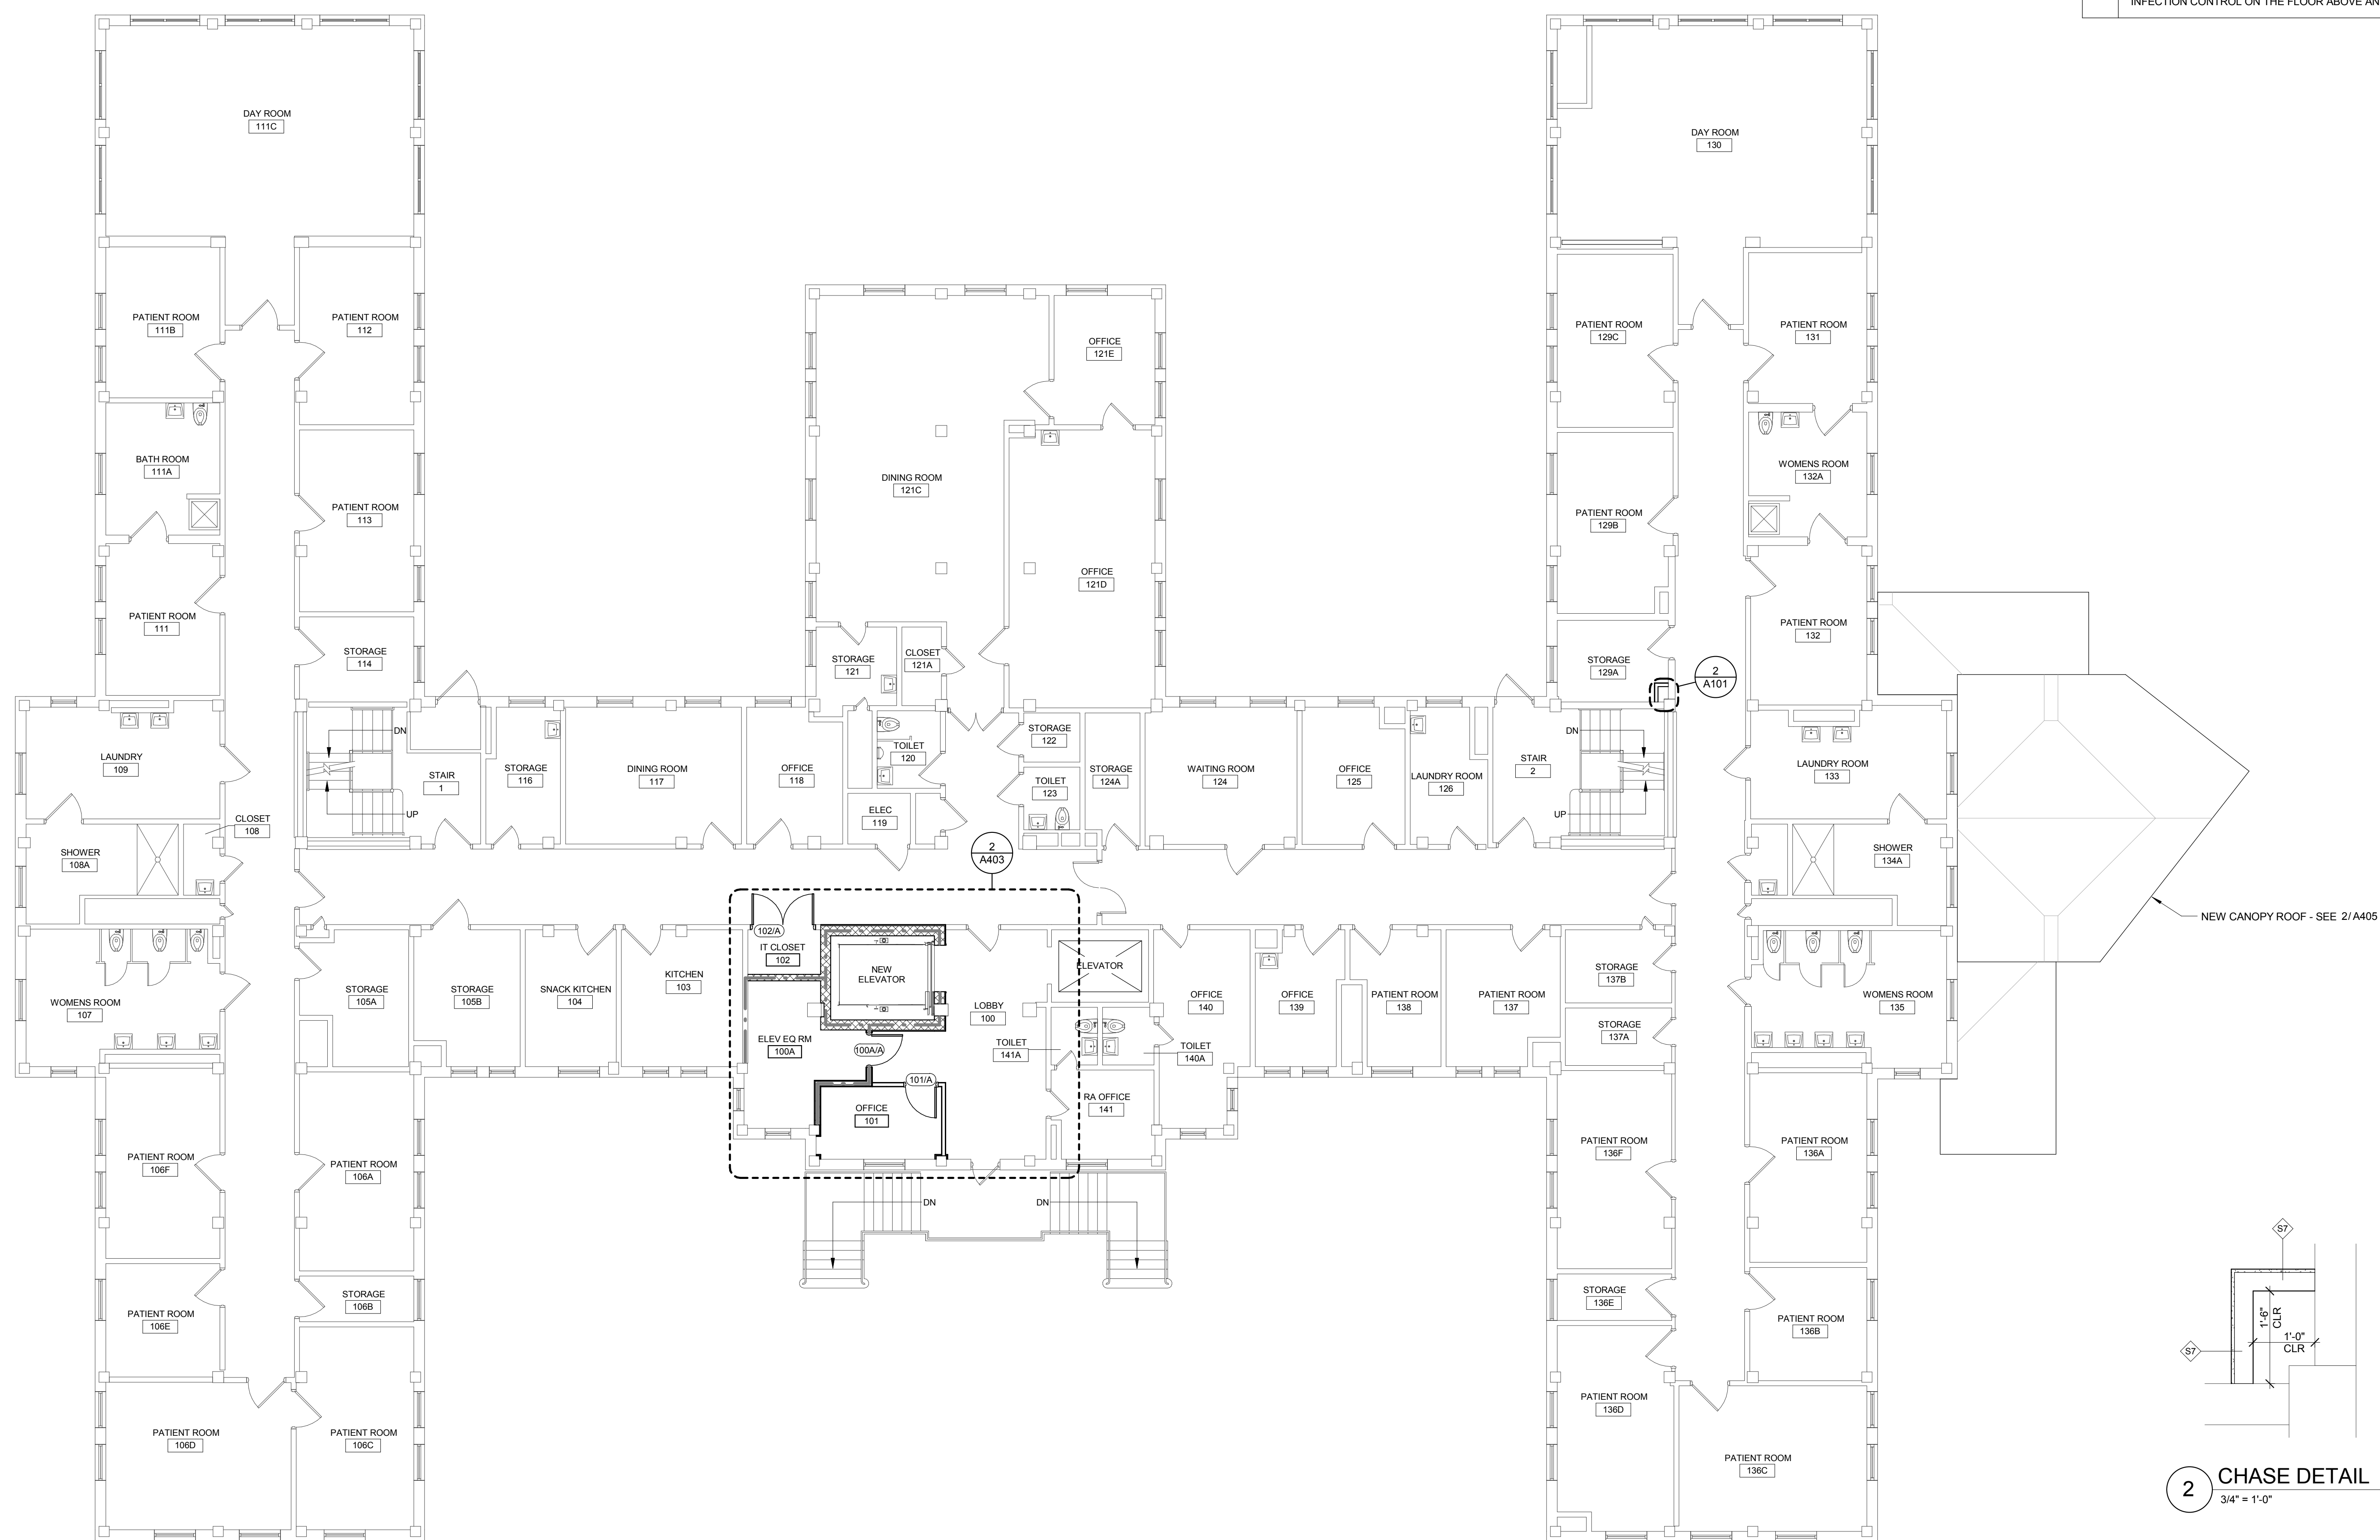 INFECTION CONTROL ON THE FLOOR ABOVE AN
DAY ROOM
111C
DAY ROOM
130
PATIENT ROOM
111B
PATIENT ROOM
112
OFFICE
121E
PATIENT ROOM
129C
PATIENT ROOM
131
BATH ROOM
111A
PATIENT ROOM
113
DINING ROOM
121C
WOMENS ROOM
132A
PATIENT ROOM
129B
OFFICE
121D
PATIENT ROOM
111
PATIENT ROOM
132
STORAGE
114
STORAGE
121
CLOSET
121A
STORAGE
129A
2
A101
DN
LAUNDRY
109
STAIR
1
STORAGE
116
DINING ROOM
117
OFFICE
118
TOILET
120
STORAGE
122
TOILET
123
STORAGE
124A
WAITING ROOM
124
OFFICE
125
LAUNDRY ROOM
126
STAIR
2
DN
LAUNDRY ROOM
133
UP
UP
CLOSET
108
ELEC
119
SHOWER
108A
2
A403
SHOWER
134A
NEW CANOPY ROOF - SEE 2/ A405
102/A
IT CLOSET
102
NEW
ELEVATOR
ELEVATOR
KITCHEN
103
STORAGE
105A
STORAGE
105B
SNACK KITCHEN
104
LOBBY
100
OFFICE
140
OFFICE
139
PATIENT ROOM
138
PATIENT ROOM
137
STORAGE
137B
WOMENS ROOM
107
WOMENS ROOM
135
STORAGE
137A
ELEV EQ RM
100A
100A/A
TOILET
141A
TOILET
140A
101/A
OFFICE
101
RA OFFICE
141
PATIENT ROOM
106F
PATIENT ROOM
106A
PATIENT ROOM
136F
PATIENT ROOM
136A
DN
DN
STORAGE
106B
STORAGE
136E
PATIENT ROOM
106E
PATIENT ROOM
136B
PATIENT ROOM
136D
PATIENT ROOM
106D
PATIENT ROOM
106C
PATIENT ROOM
136C
S7
1'-6"
CLR
1'-0"
CLR
S7
2
CHASE DETAIL
3/4" = 1'-0"